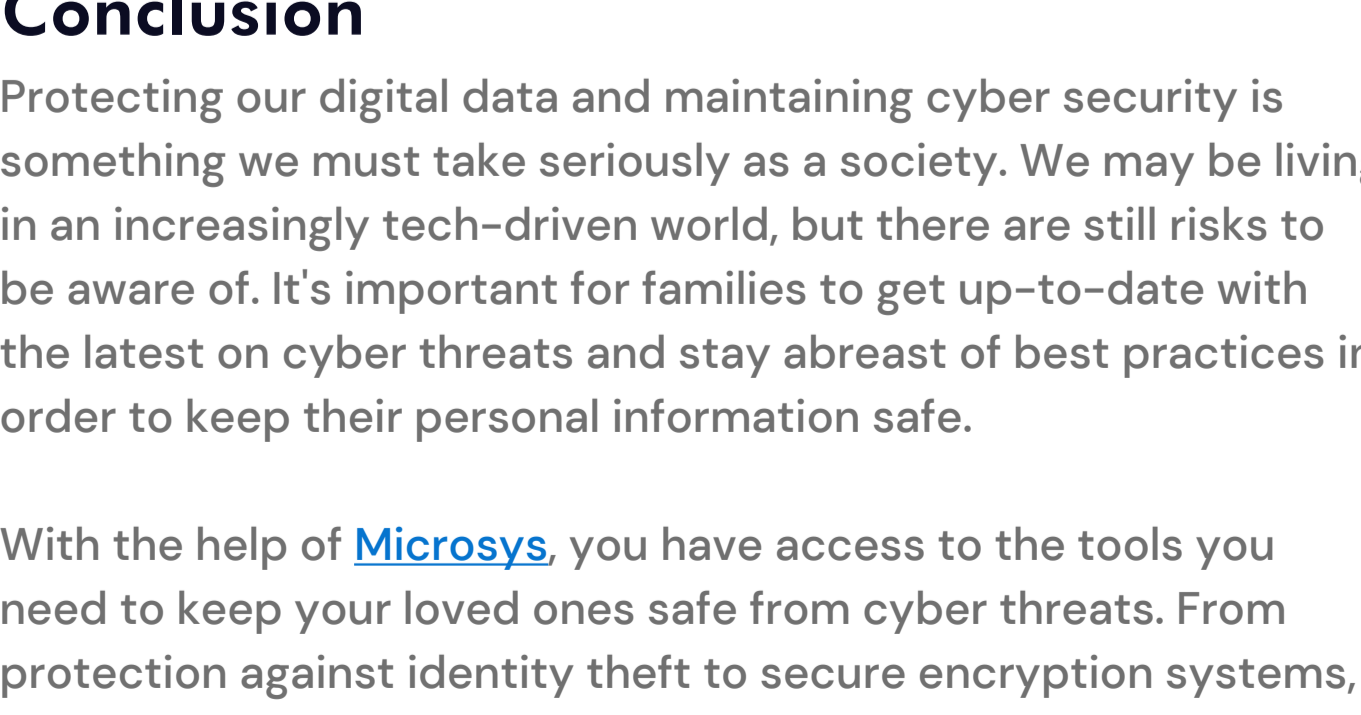 Conclusion
Protecting our digital data and maintaining cyber security is
something we must take seriously as a society. We may be living
in an increasingly tech-driven world, but there are still risks to
be aware of. It's important for families to get up-to-date with
the latest on cyber threats and stay abreast of best practices in
order to keep their personal information safe.
With the help of Microsys, you have access to the tools you
need to keep your loved ones safe from cyber threats. From
protection against identity theft to secure encryption systems,